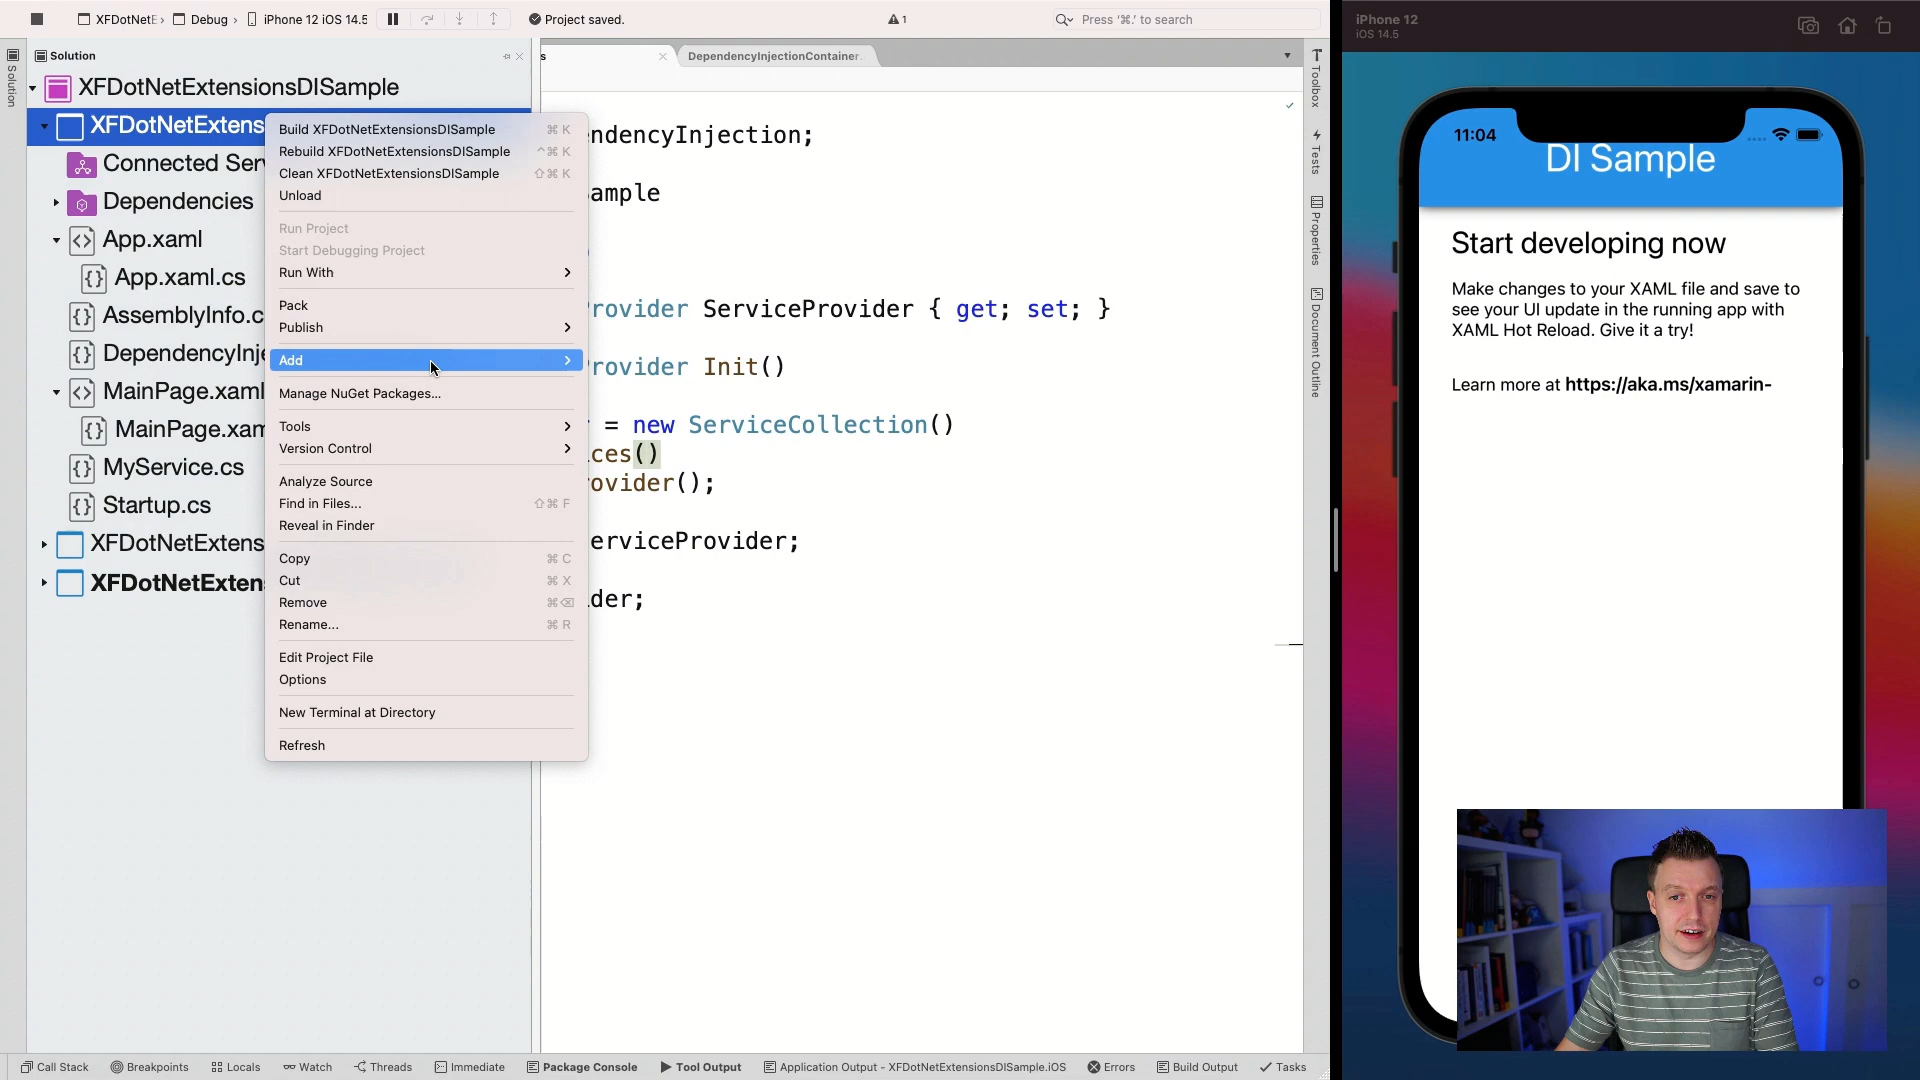 XFDotNetE › Debug › iPhone 12 iOS 14.5
Project saved.
1
Press ‘⌘.’ to search
Solution
Solution
XFDotNetExtensionsDISample
XFDotNetExtens
Connected Serv
Dependencies
App.xaml
App.xaml.cs
AssemblyInfo.c
DependencyInje
MainPage.xaml
MainPage.xam
MyService.cs
Startup.cs
XFDotNetExtens
XFDotNetExtens
Build XFDotNetExtensionsDISample ⌘ K
Rebuild XFDotNetExtensionsDISample ^⌘ K
Clean XFDotNetExtensionsDISample ⇧⌘ K
Unload
Run Project
Start Debugging Project
Run With
Pack
Publish
Add
Manage NuGet Packages...
Tools
Version Control
Analyze Source
Find in Files... ⇧⌘ F
Reveal in Finder
Copy ⌘ C
Cut ⌘ X
Remove ⌘⌫
Rename... ⌘ R
Edit Project File
Options
New Terminal at Directory
Refresh
s
DependencyInjectionContainer
ndencyInjection;
ample
Provider ServiceProvider { get; set; }
Provider Init()
r = new ServiceCollection()
ces()
rovider();
erviceProvider;
ider;
Toolbox
Tests
Properties
Document Outline
iPhone 12
iOS 14.5
11:04
DI Sample
Start developing now
Make changes to your XAML file and save to
see your UI update in the running app with
XAML Hot Reload. Give it a try!
Learn more at https://aka.ms/xamarin-
Call Stack
Breakpoints
Locals
Watch
Threads
Immediate
Package Console
Tool Output
Application Output - XFDotNetExtensionsDISample.iOS
Errors
Build Output
Tasks